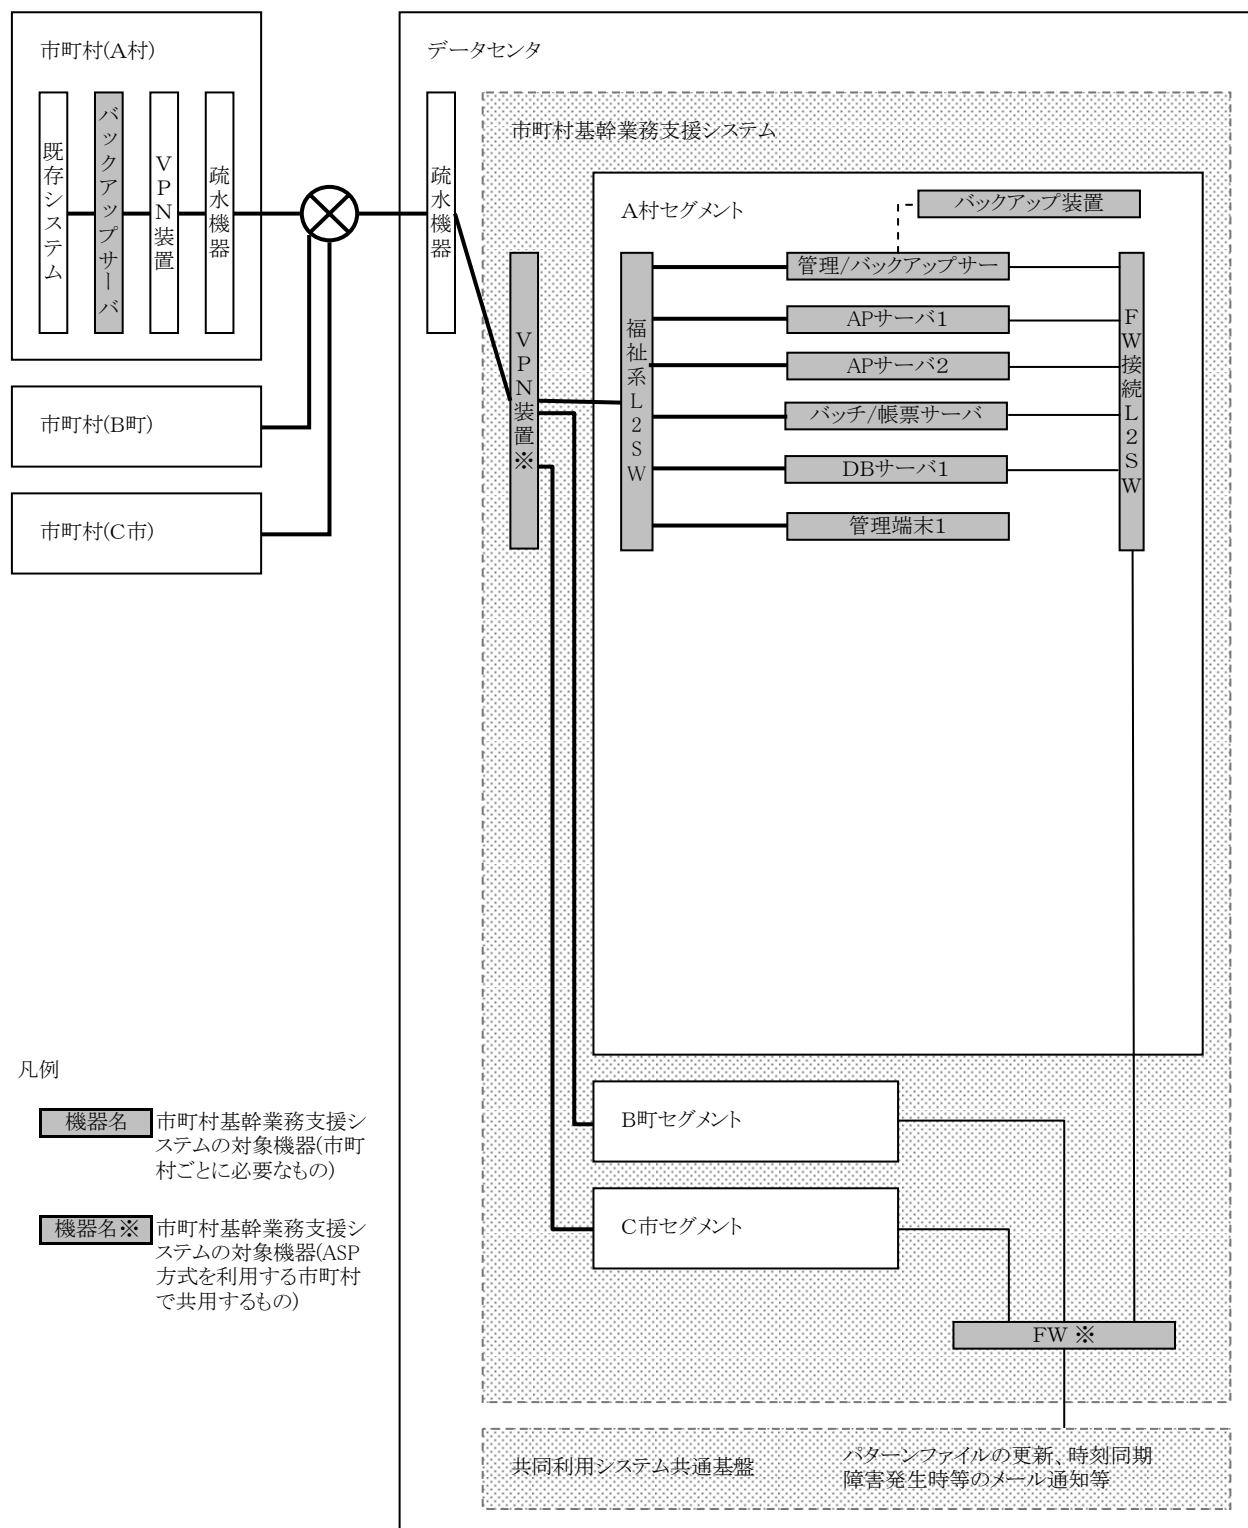 市町村(A村)
既存システム
バックアップサーバ
VPN装置
疏水機器
市町村(B町)
市町村(C市)
データセンタ
疏水機器
市町村基幹業務支援システム
VPN装置※
A村セグメント
バックアップ装置
福祉系L2SW
管理/バックアップサー
APサーバ1
APサーバ2
バッチ/帳票サーバ
DBサーバ1
管理端末1
FW接続L2SW
B町セグメント
C市セグメント
FW ※
共同利用システム共通基盤
パターンファイルの更新、時刻同期
障害発生時等のメール通知等
凡例
機器名
市町村基幹業務支援シ
ステムの対象機器(市町
村ごとに必要なもの)
機器名※
市町村基幹業務支援シ
ステムの対象機器(ASP
方式を利用する市町村
で共用するもの)